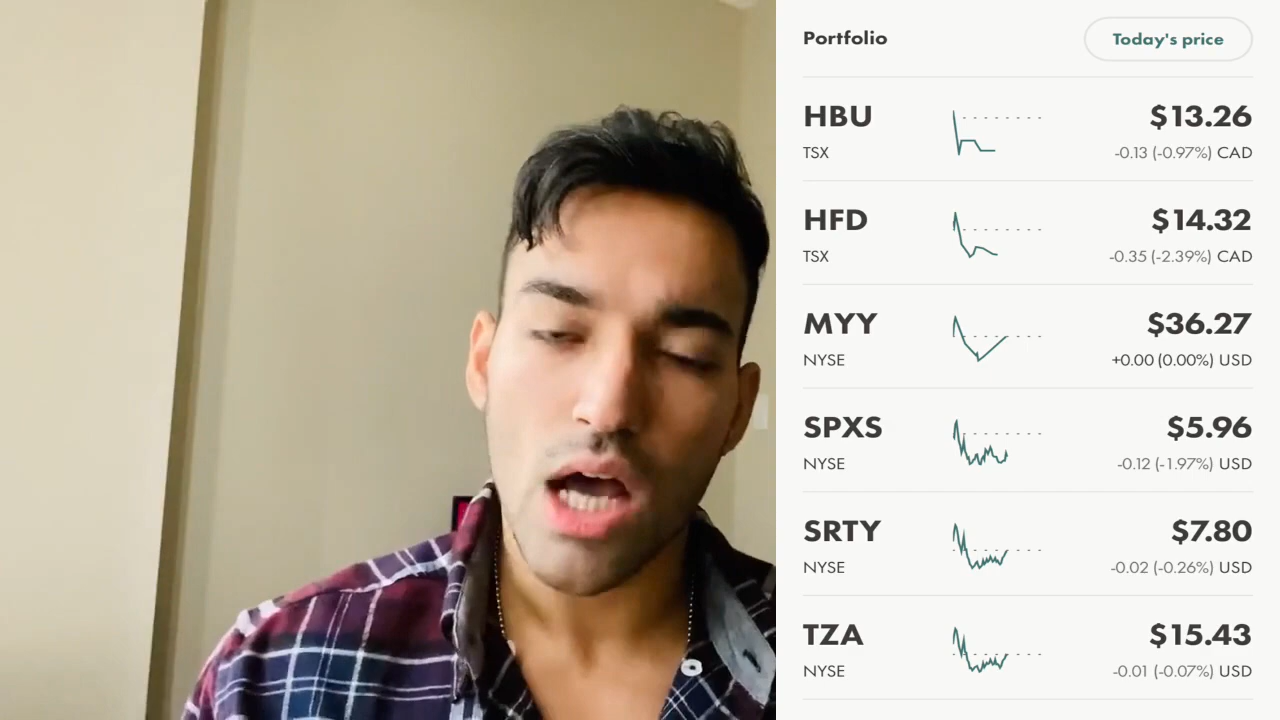 Portfolio
Today's price
HBU
$13.26
TSX
-0.13 (-0.97%) CAD
HFD
$14.32
TSX
-0.35 (-2.39%) CAD
MYY
$36.27
NYSE
+0.00 (0.00%) USD
SPXS
$5.96
NYSE
-0.12 (-1.97%) USD
SRTY
$7.80
NYSE
-0.02 (-0.26%) USD
TZA
$15.43
NYSE
-0.01 (-0.07%) USD